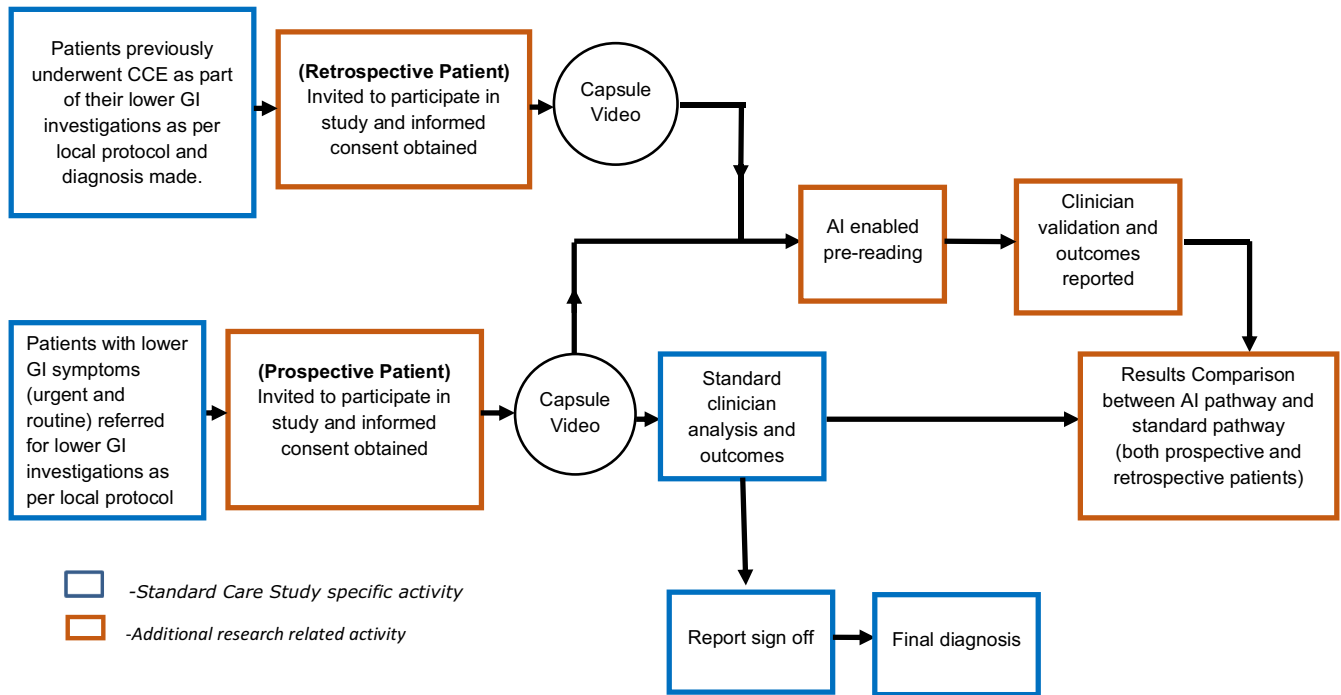 Patients previously
underwent CCE as part
of their lower GI
investigations as per
local protocol and
diagnosis made.
(Retrospective Patient)
Invited to participate in
study and informed
consent obtained
Capsule
Video
AI enabled
pre-reading
Clinician
validation and
outcomes
reported
Patients with lower
GI symptoms
(urgent and
routine) referred
for lower GI
investigations as
per local protocol
(Prospective Patient)
Invited to participate in
study and informed
consent obtained
Capsule
Video
Standard
clinician
analysis and
outcomes
Results Comparison
between AI pathway and
standard pathway
(both prospective and
retrospective patients)
-Standard Care Study specific activity
-Additional research related activity
Report sign off
Final diagnosis